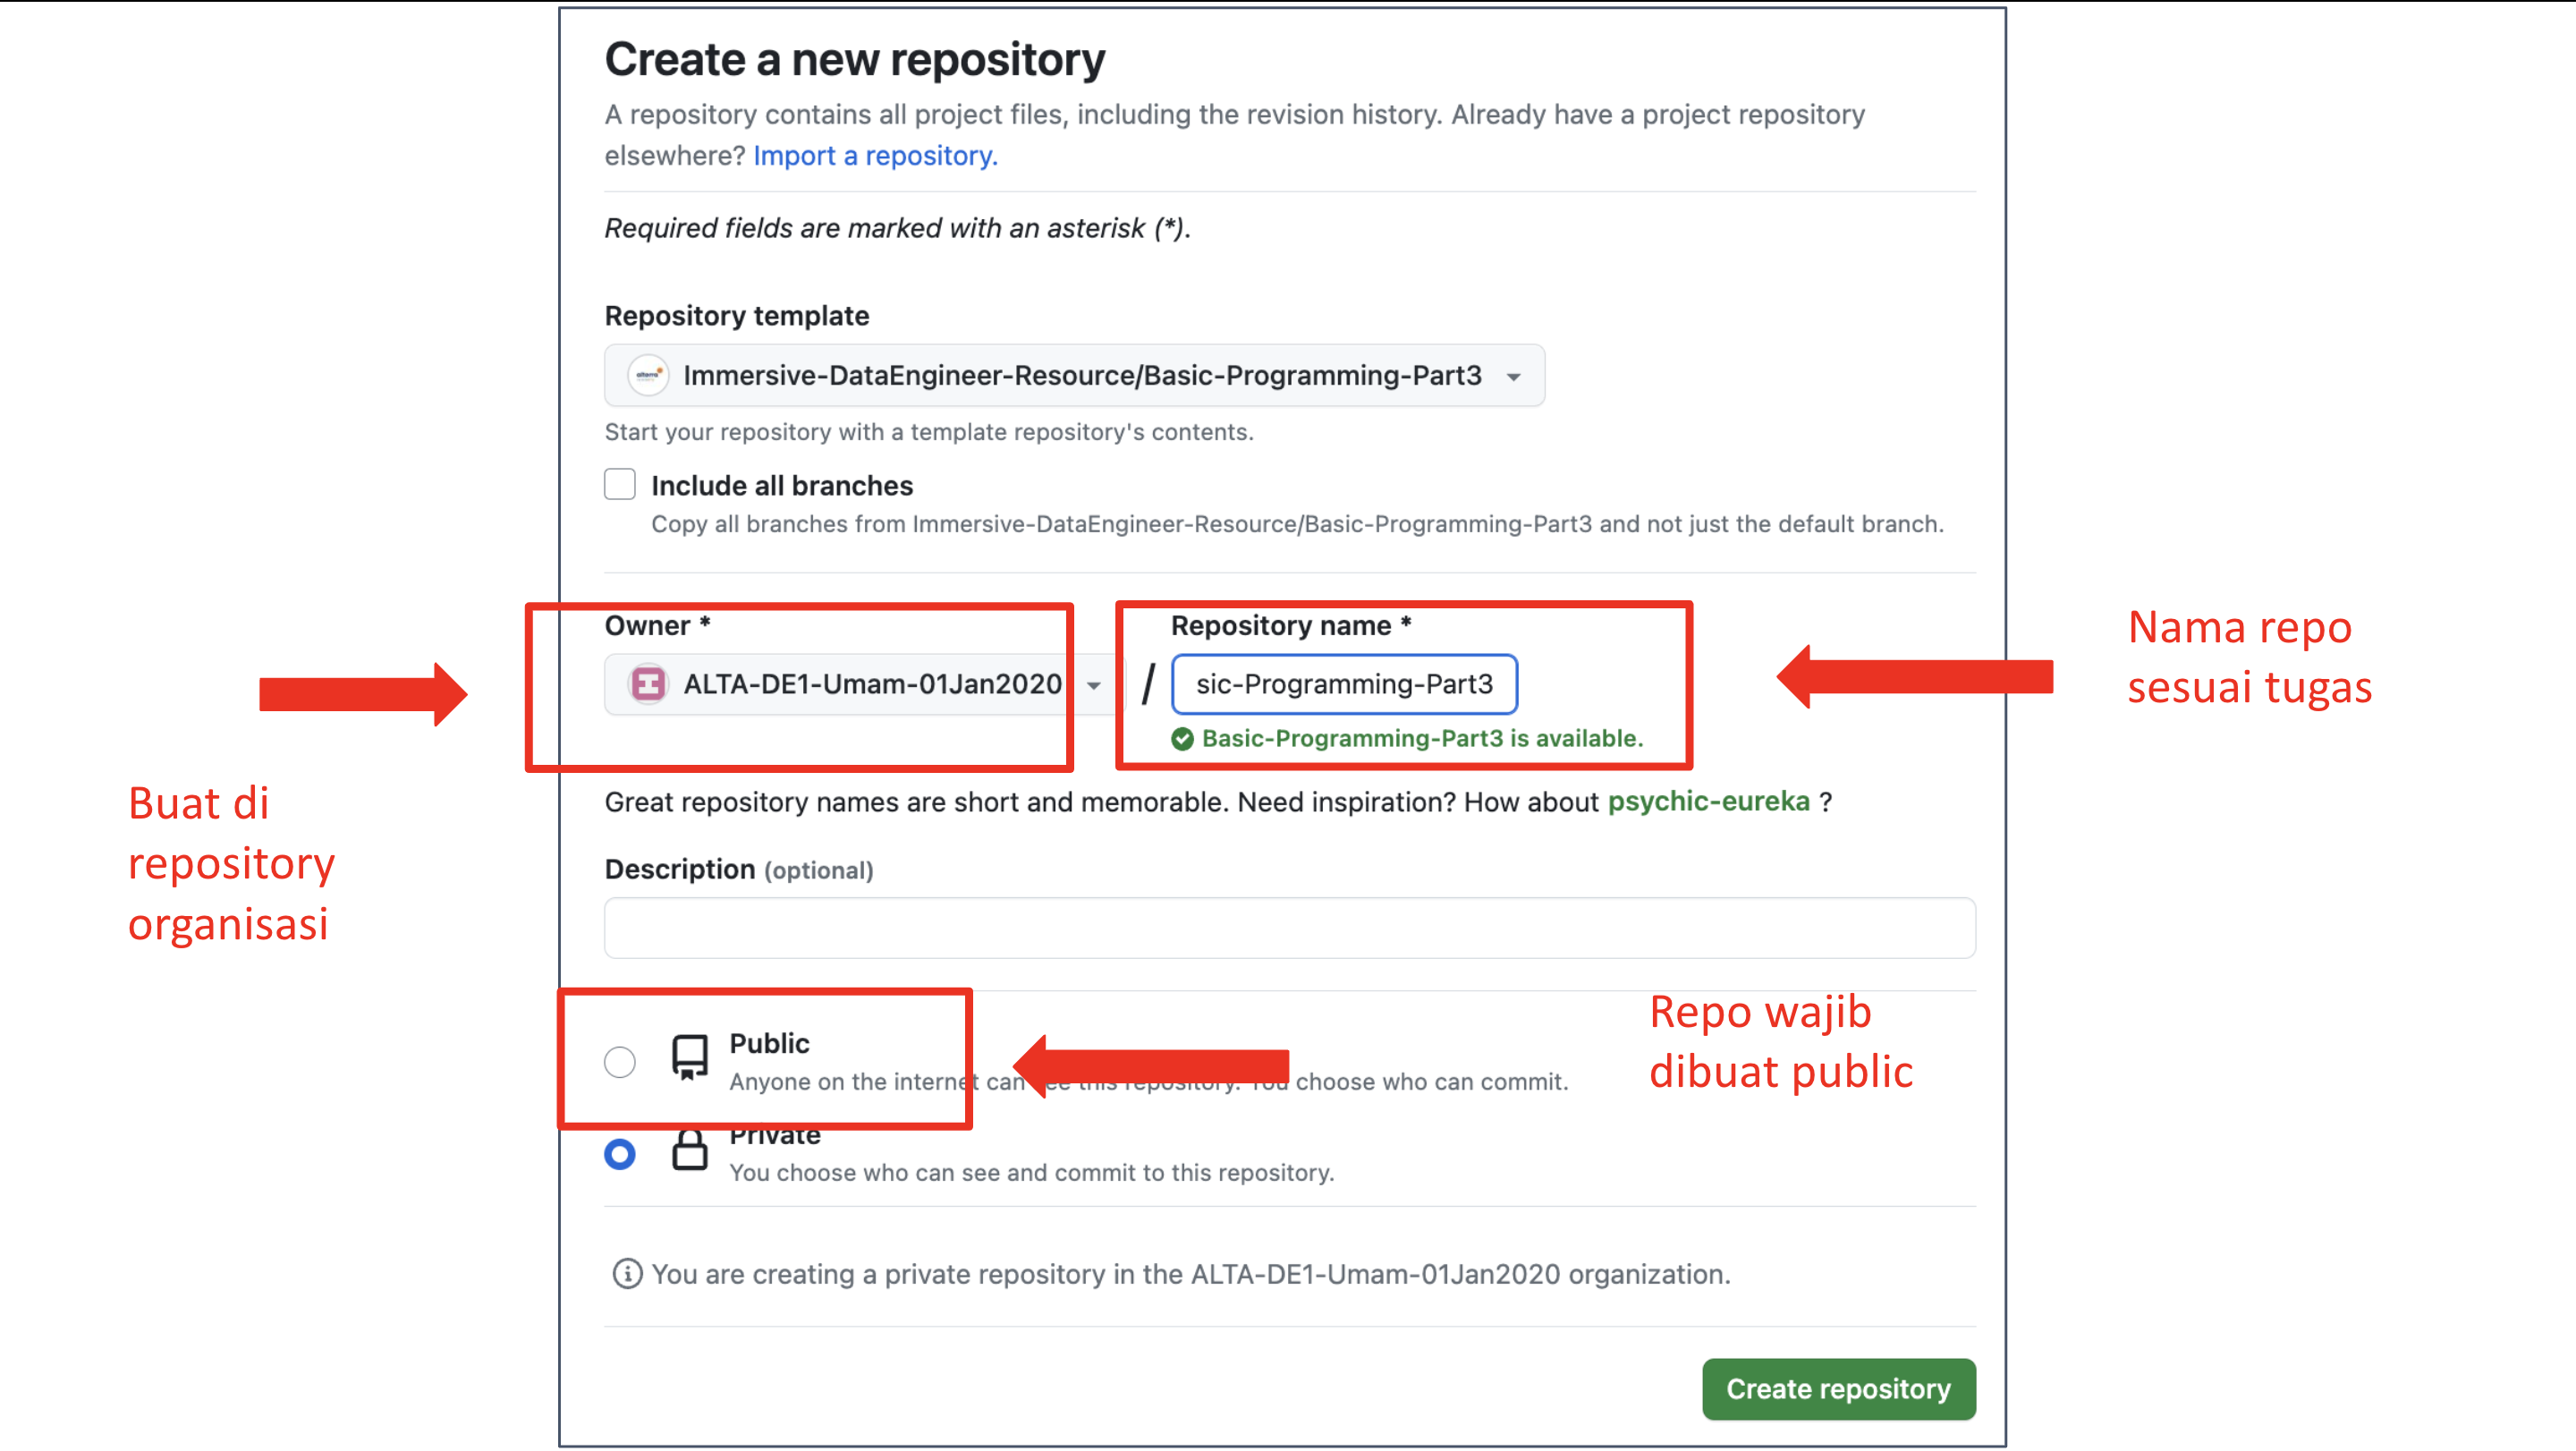 Create a new repository
A repository contains all project files, including the revision history. Already have a project repository
elsewhere? Import a repository.
Required fields are marked with an asterisk (*).
Repository template
alterra
Immersive-DataEngineer-Resource/Basic-Programming-Part3
Start your repository with a template repository's contents.
Include all branches
Copy all branches from Immersive-DataEngineer-Resource/Basic-Programming-Part3 and not just the default branch.
Owner *
ALTA-DE1-Umam-01Jan2020
/
Repository name *
sic-Programming-Part3
Basic-Programming-Part3 is available.
Nama repo
sesuai tugas
Buat di
repository
organisasi
Great repository names are short and memorable. Need inspiration? How about psychic-eureka ?
Description (optional)
Public
Anyone on the internet can see this repository. You choose who can commit.
Repo wajib
dibuat public
Private
You choose who can see and commit to this repository.
You are creating a private repository in the ALTA-DE1-Umam-01Jan2020 organization.
Create repository